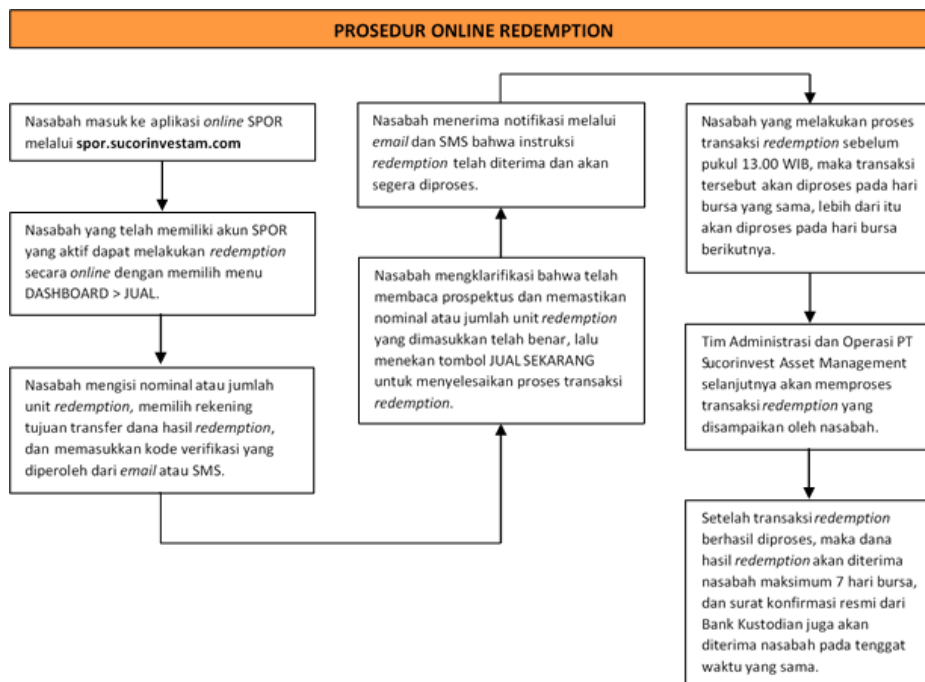 PROSEDUR ONLINE REDEMPTION
Nasabah masuk ke aplikasi online SPOR
melalui spor.sucorinvestam.com
Nasabah yang telah memiliki akun SPOR
yang aktif dapat melakukan redemption
secara online dengan memilih menu
DASHBOARD > JUAL.
Nasabah mengisi nominal atau jumlah
unit redemption, memilih rekening
tujuan transfer dana hasil redemption,
dan memasukkan kode verifikasi yang
diperoleh dari email atau SMS.
Nasabah mengklarifikasi bahwa telah
membaca prospektus dan memastikan
nominal atau jumlah unit redemption
yang dimasukkan telah benar, lalu
menekan tombol JUAL SEKARANG
untuk menyelesaikan proses transaksi
redemption.
Nasabah menerima notifikasi melalui
email dan SMS bahwa instruksi
redemption telah diterima dan akan
segera diproses.
Nasabah yang melakukan proses
transaksi redemption sebelum
pukul 13.00 WIB, maka transaksi
tersebut akan diproses pada hari
bursa yang sama, lebih dari itu
akan diproses pada hari bursa
berikutnya.
Tim Administrasi dan Operasi PT
Sucorinvest Asset Management
selanjutnya akan memproses
transaksi redemption yang
disampaikan oleh nasabah.
Setelah transaksi redemption
berhasil diproses, maka dana
hasil redemption akan diterima
nasabah maksimum 7 hari bursa,
dan surat konfirmasi resmi dari
Bank Kustodian juga akan
diterima nasabah pada tenggat
waktu yang sama.